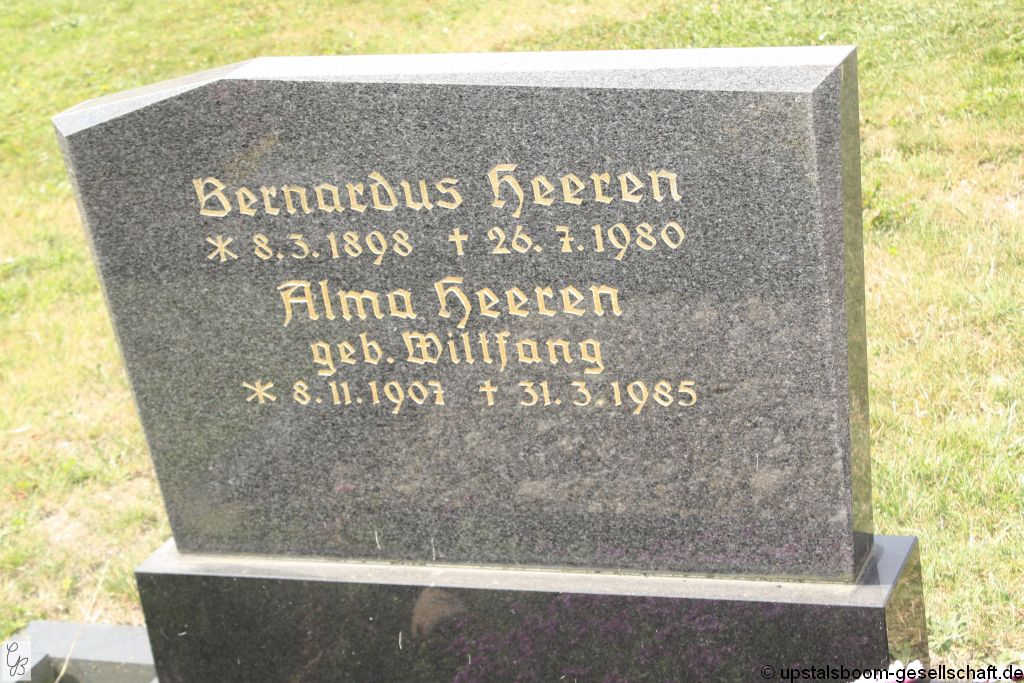 Bernardus Heeren
* 8.3.1898 † 26.7.1980
Alma Heeren
geb. Wiltfang
* 8.11.1907 † 31.3.1985
GB
© upstalsboom-gesellschaft.de